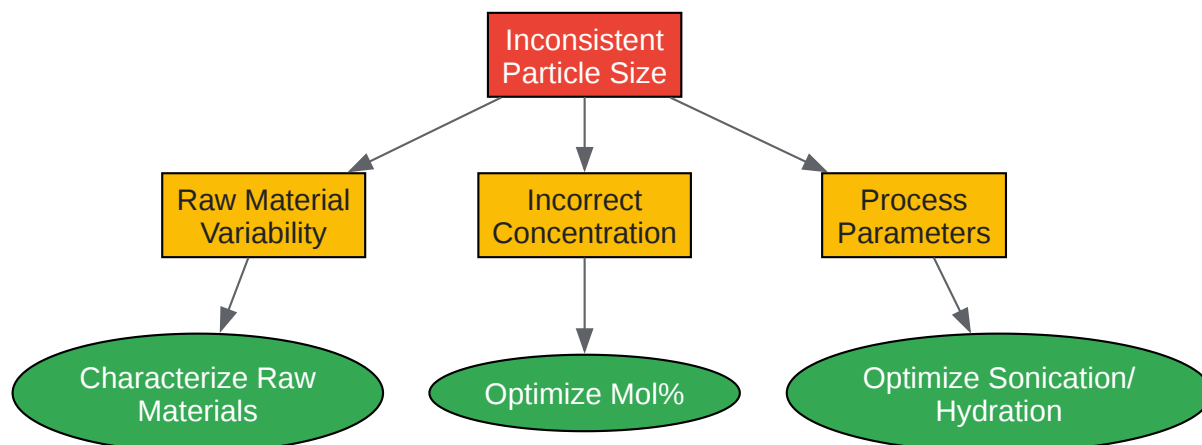 Inconsistent
Particle Size
Raw Material
Variability
Incorrect
Concentration
Process
Parameters
Characterize Raw
Materials
Optimize Mol%
Optimize Sonication/
Hydration